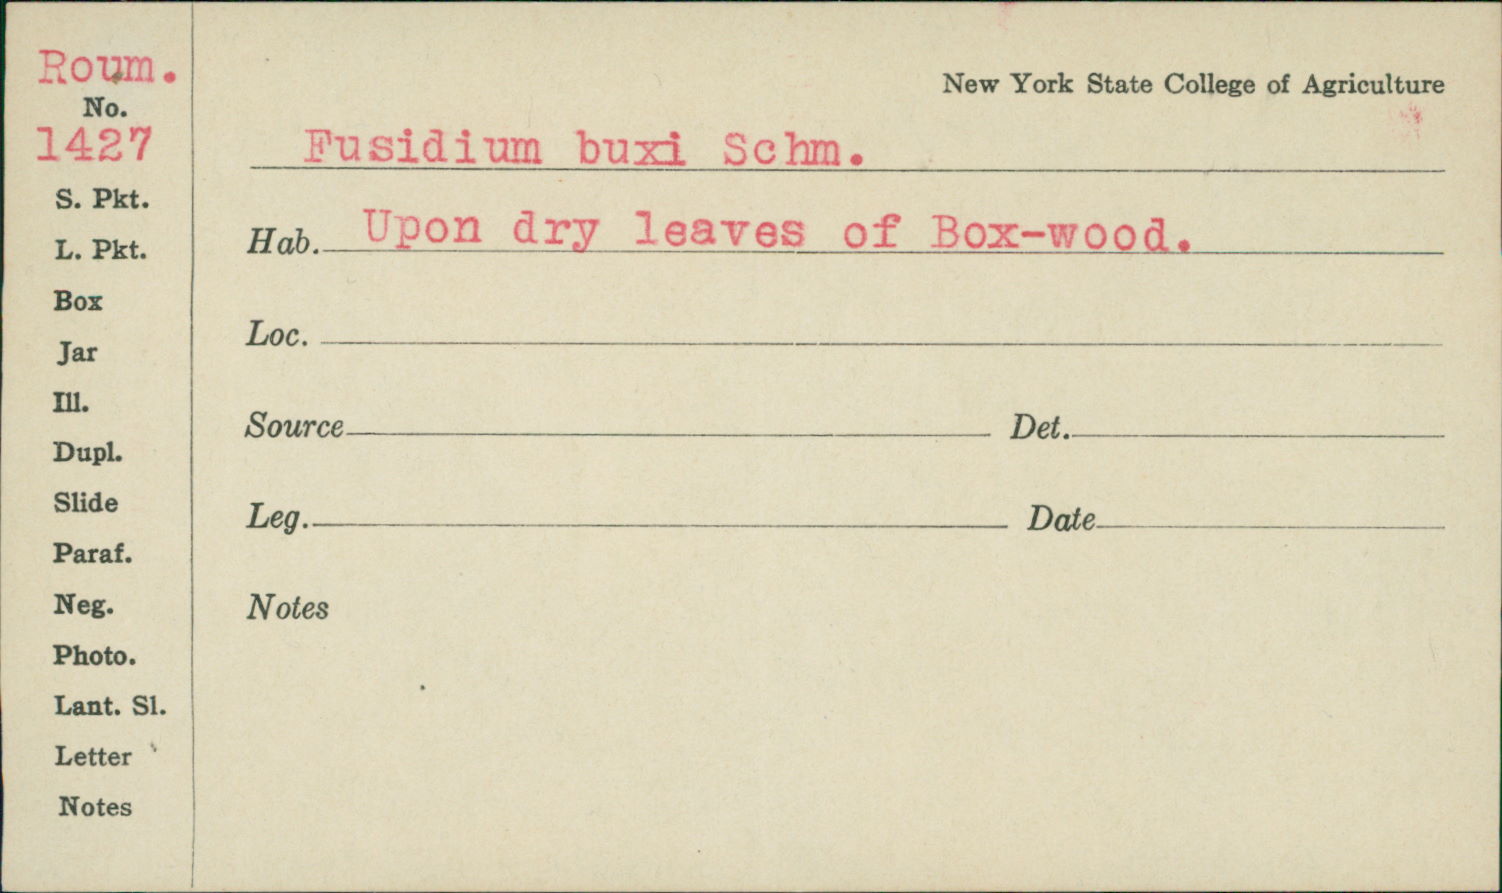 Roum.
No.
1427
S. Pkt.
L. Pkt.
Box
Jar
Ill.
Dupl.
Slide
Paraf.
Neg.
Photo.
Lant. Sl.
Letter
Notes
New York State College of Agriculture
Fusidium buxi Schm.
Hab. Upon dry leaves of Box-wood.
Loc.
Source Det.
Leg. Date
Notes